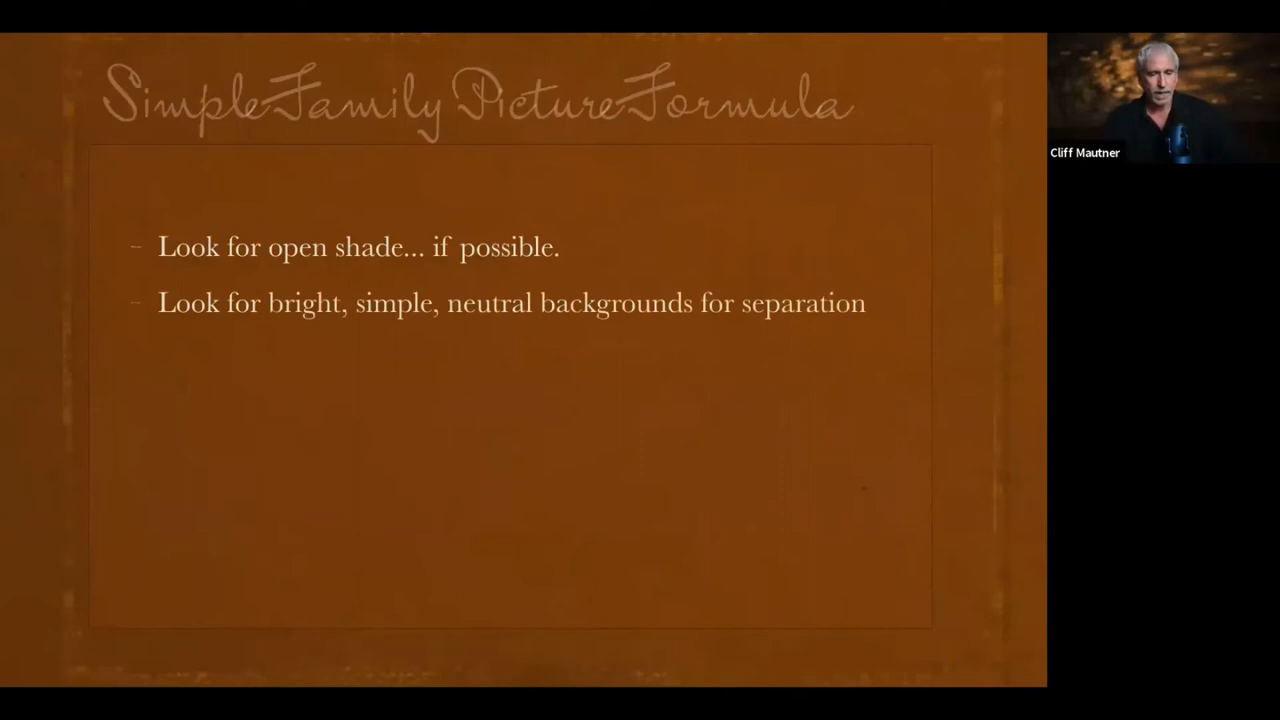 Simple Family Picture Formula
– Look for open shade... if possible.
– Look for bright, simple, neutral backgrounds for separation
Cliff Mautner